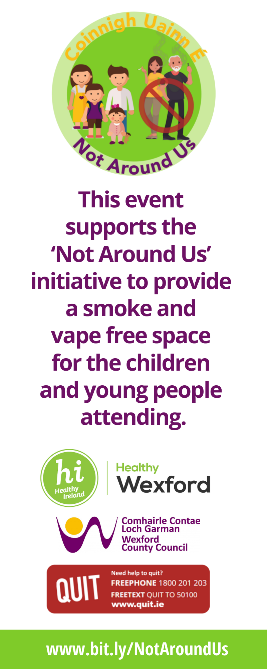 Coinnigh Uainn É
Not Around Us
This event
supports the
‘Not Around Us’
initiative to provide
a smoke and
vape free space
for the children
and young people
attending.
hi
Healthy
Ireland
Healthy
Wexford
Comhairle Contae
Loch Garman
Wexford
County Council
QUIT
Need help to quit?
FREEPHONE 1800 201 203
FREETEXT QUIT TO 50100
www.quit.ie
www.bit.ly/NotAroundUs